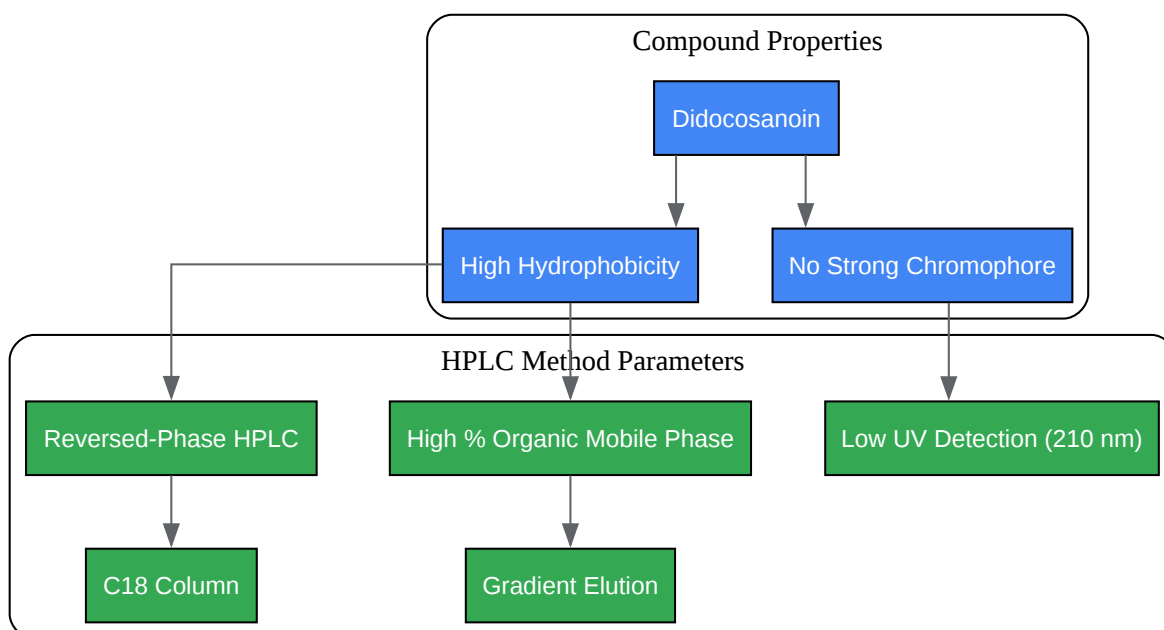 Compound Properties
Didocosanoin
High Hydrophobicity
No Strong Chromophore
HPLC Method Parameters
Reversed-Phase HPLC
High % Organic Mobile Phase
Low UV Detection (210 nm)
C18 Column
Gradient Elution